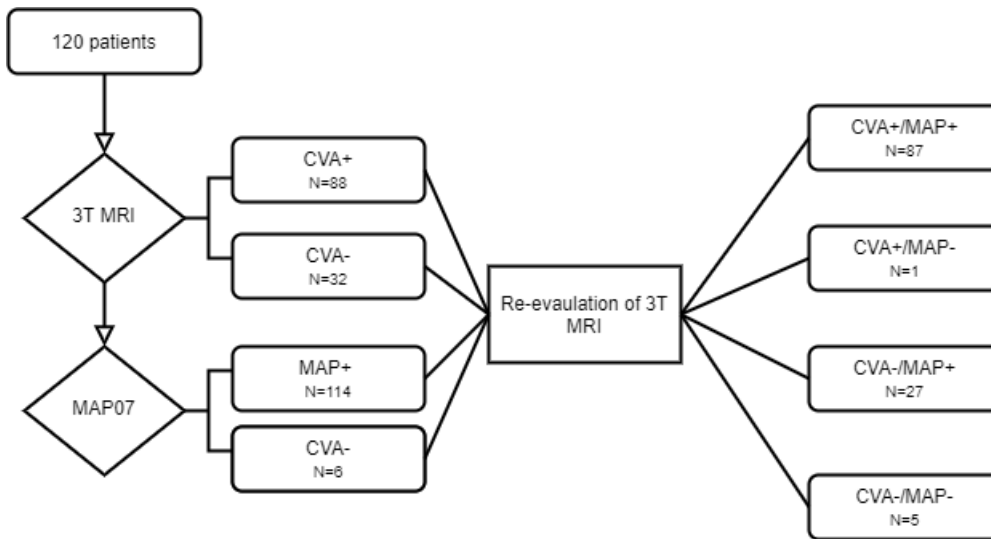 120 patients
3T MRI
CVA+
N=88
CVA-
N=32
MAP07
MAP+
N=114
CVA-
N=6
Re-evaulation of 3T
MRI
CVA+/MAP+
N=87
CVA+/MAP-
N=1
CVA-/MAP+
N=27
CVA-/MAP-
N=5